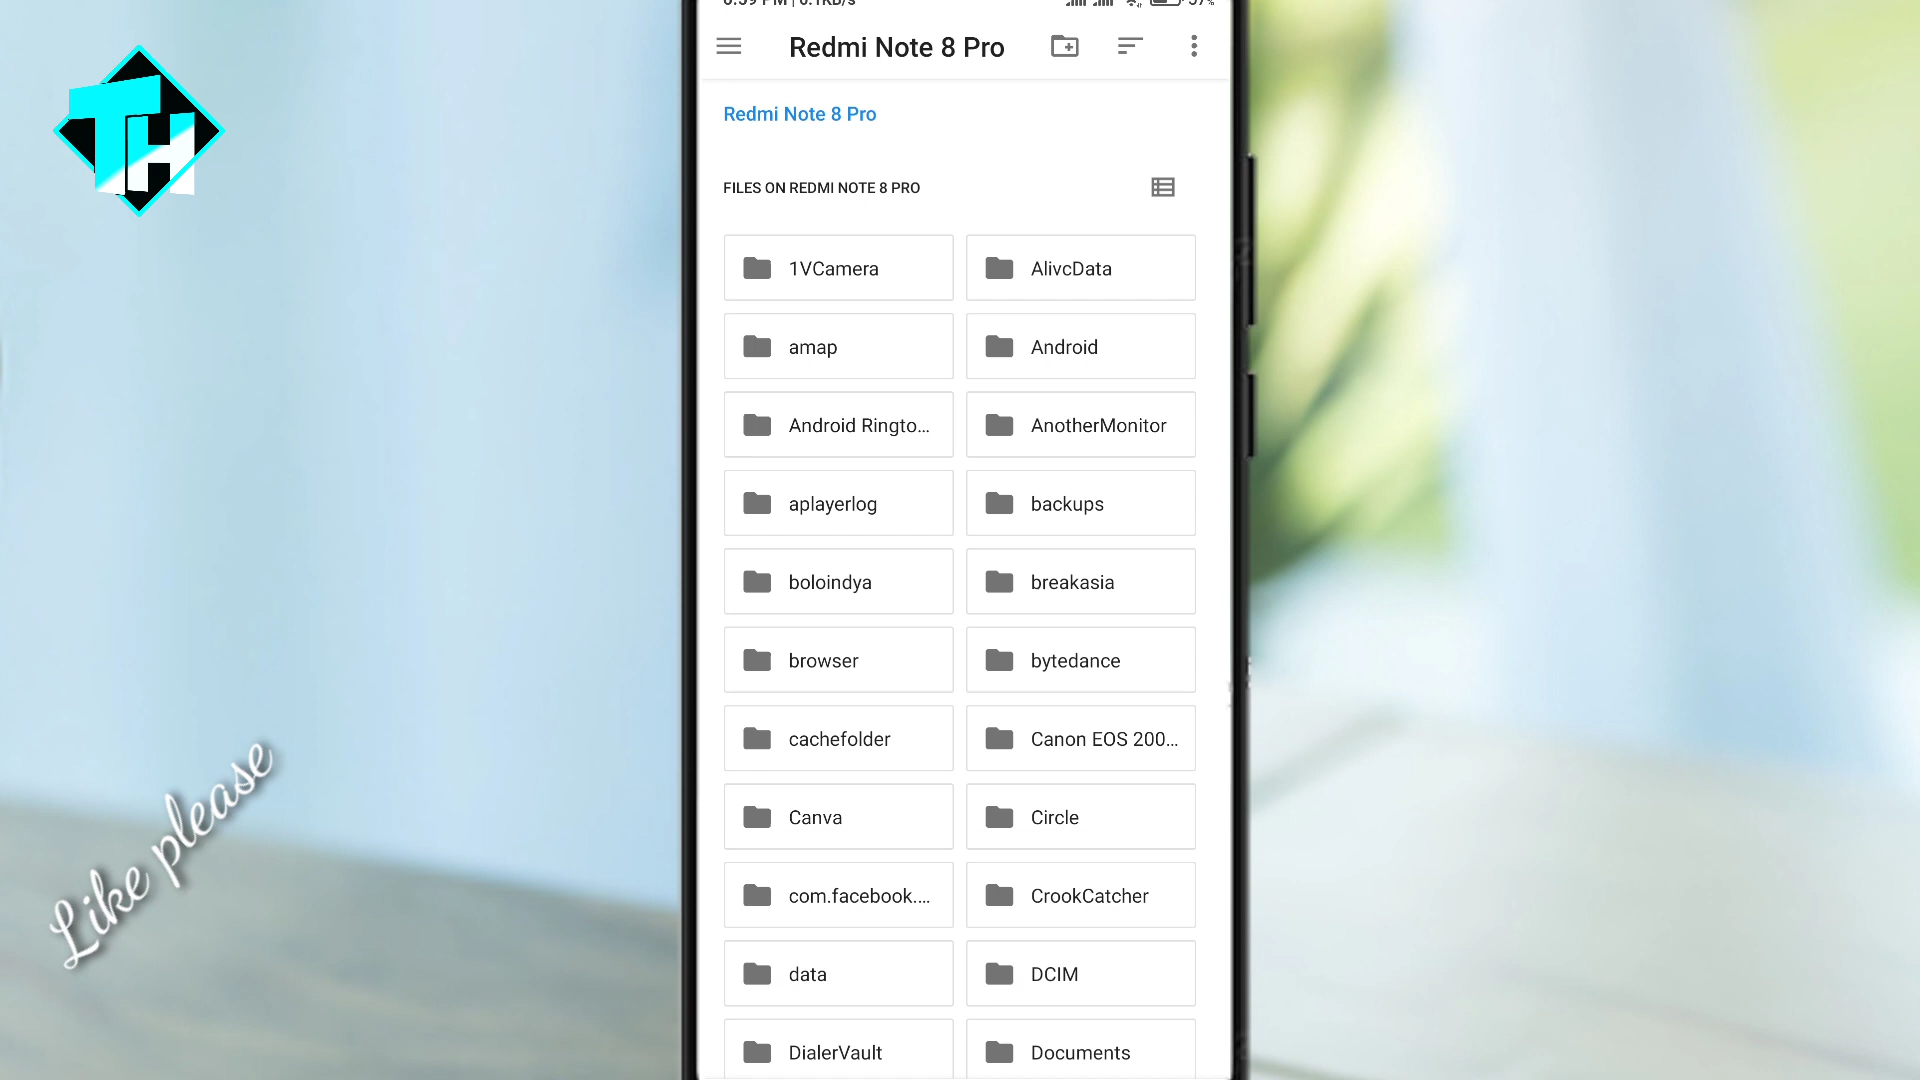 Redmi Note 8 Pro
TH
Redmi Note 8 Pro
FILES ON REDMI NOTE 8 PRO
1VCamera
AlivcData
amap
Android
Android Ringto...
AnotherMonitor
aplayerlog
backups
boloindya
breakasia
browser
bytedance
cachefolder
Canon EOS 200...
Canva
Circle
com.facebook....
CrookCatcher
data
DCIM
DialerVault
Documents
Like please